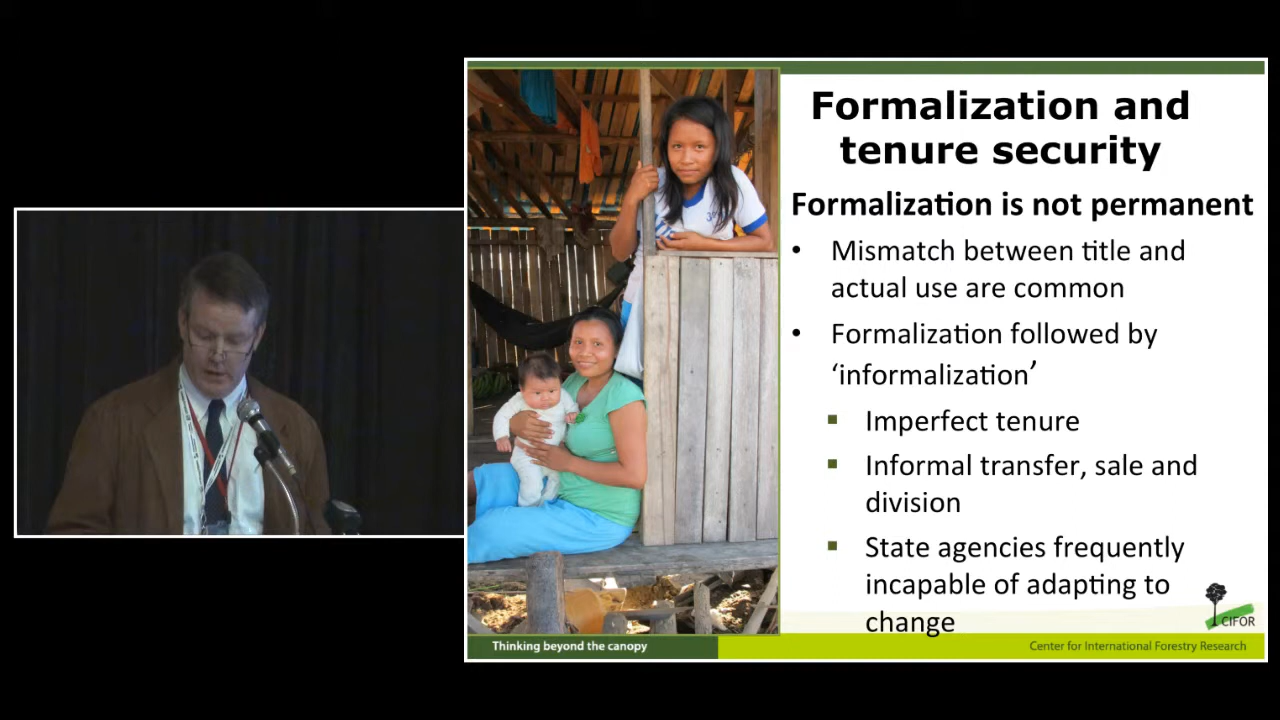 Formalization and
tenure security
Formalization is not permanent
• Mismatch between title and
actual use are common
• Formalization followed by
‘informalization’
▪ Imperfect tenure
▪ Informal transfer, sale and
division
▪ State agencies frequently
incapable of adapting to
change
CIFOR
Thinking beyond the canopy
Center for International Forestry Research